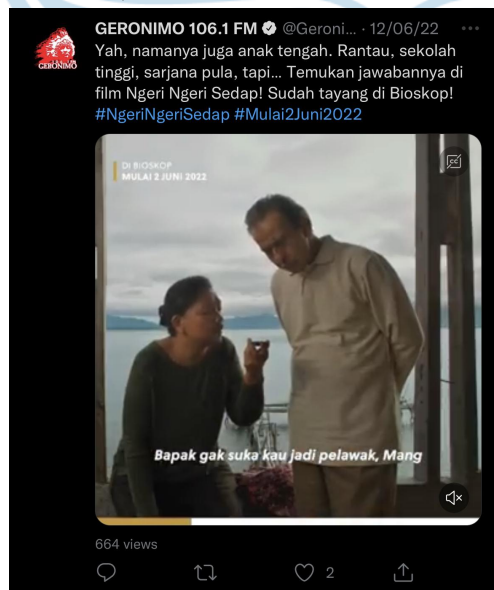 GERONIMO 106.1 FM @Geroni... · 12/06/22
Yah, namanya juga anak tengah. Rantau, sekolah
tinggi, sarjana pula, tapi... Temukan jawabannya di
film Ngeri Ngeri Sedap! Sudah tayang di Bioskop!
#NgeriNgeriSedap #Mulai2Juni2022
GERONIMO
DI BIOSKOP
MULAI 2 JUNI 2022
CC
Bapak gak suka kau jadi pelawak, Mang
664 views
2